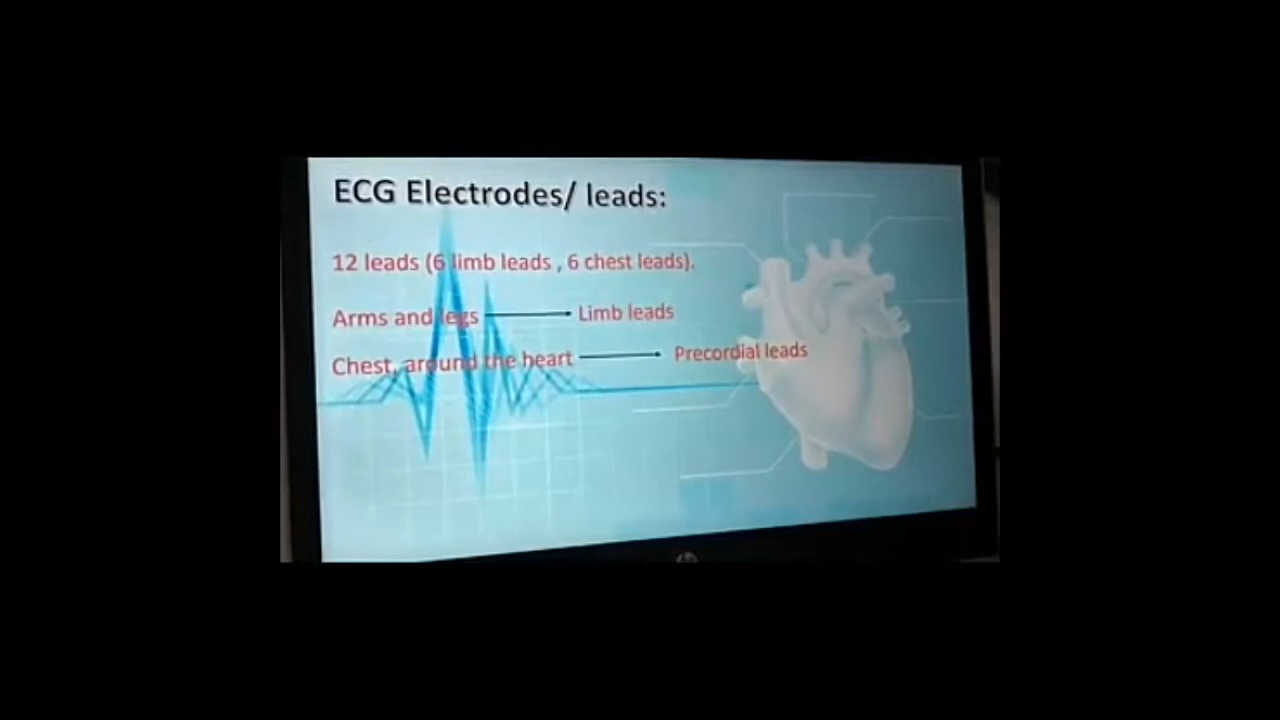 ECG Electrodes/ leads:
12 leads (6 limb leads , 6 chest leads).
Arms and legs → Limb leads
Chest, around the heart → Precordial leads
hp